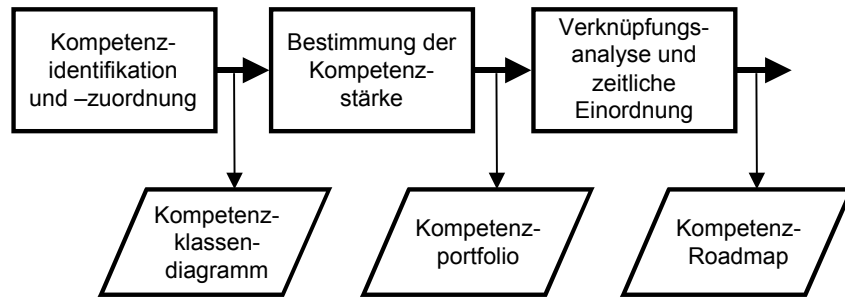 Kompetenz-
identifikation
und –zuordnung
Bestimmung der
Kompetenz-
stärke
Verknüpfungs-
analyse und
zeitliche
Einordnung
Kompetenz-
klassen-
diagramm
Kompetenz-
portfolio
Kompetenz-
Roadmap